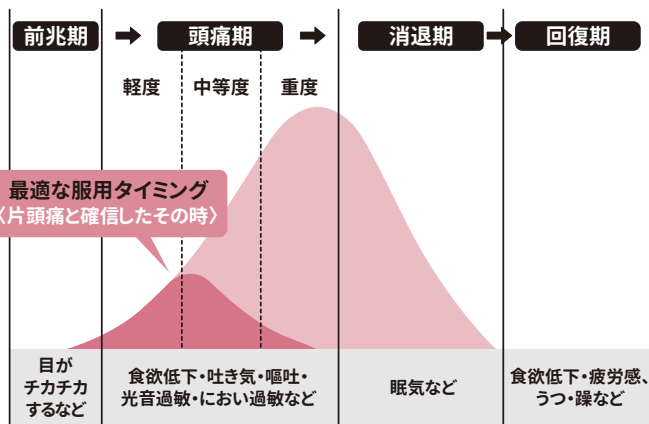 前兆期
頭痛期
消退期
回復期
軽度
中等度
重度
最適な服用タイミング
〈片頭痛と確信したその時〉
目が
チカチカ
するなど
食欲低下・吐き気・嘔吐・
光音過敏・におい過敏など
眠気など
食欲低下・疲労感、
うつ・躁など